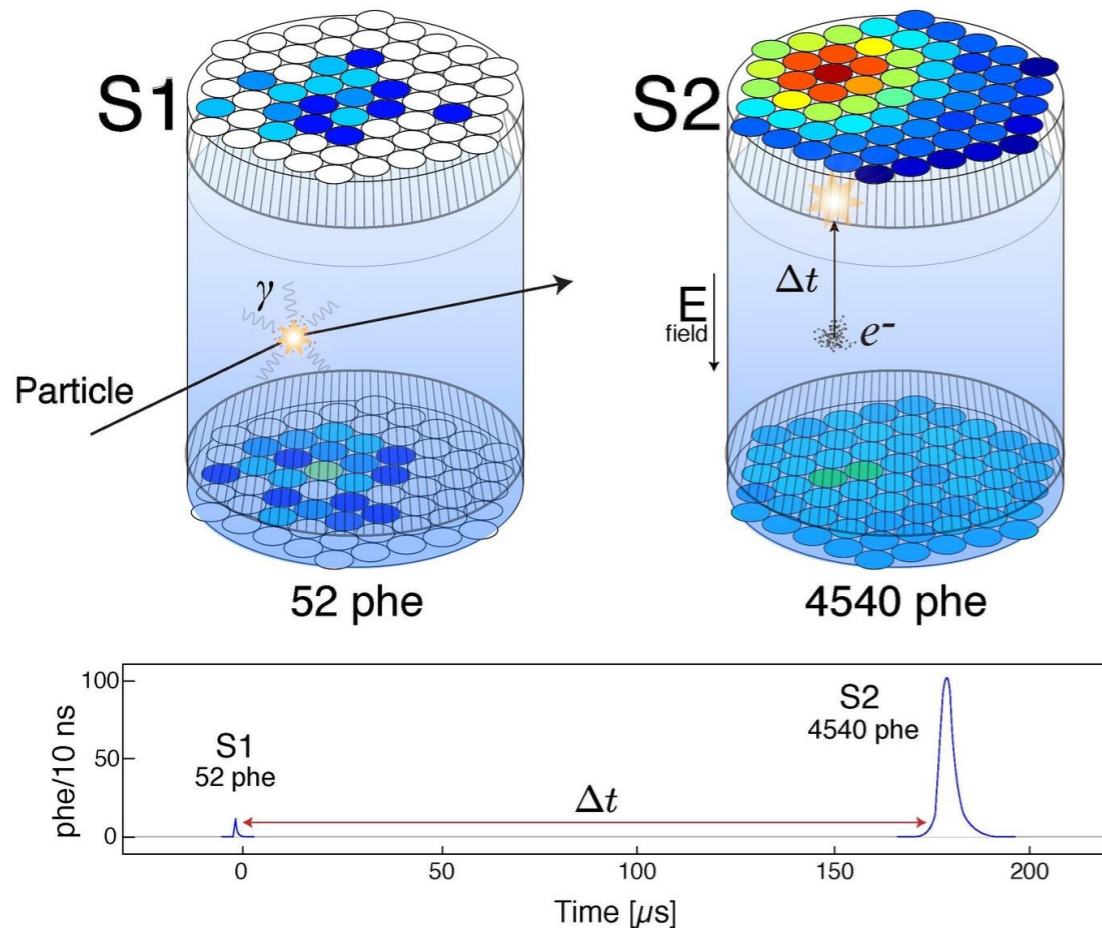 S1
S2
γ
Particle
Δt
E
field
e-
52 phe
4540 phe
phe/10 ns
100
50
0
S1
52 phe
S2
4540 phe
Δt
0
50
100
150
200
Time [μs]